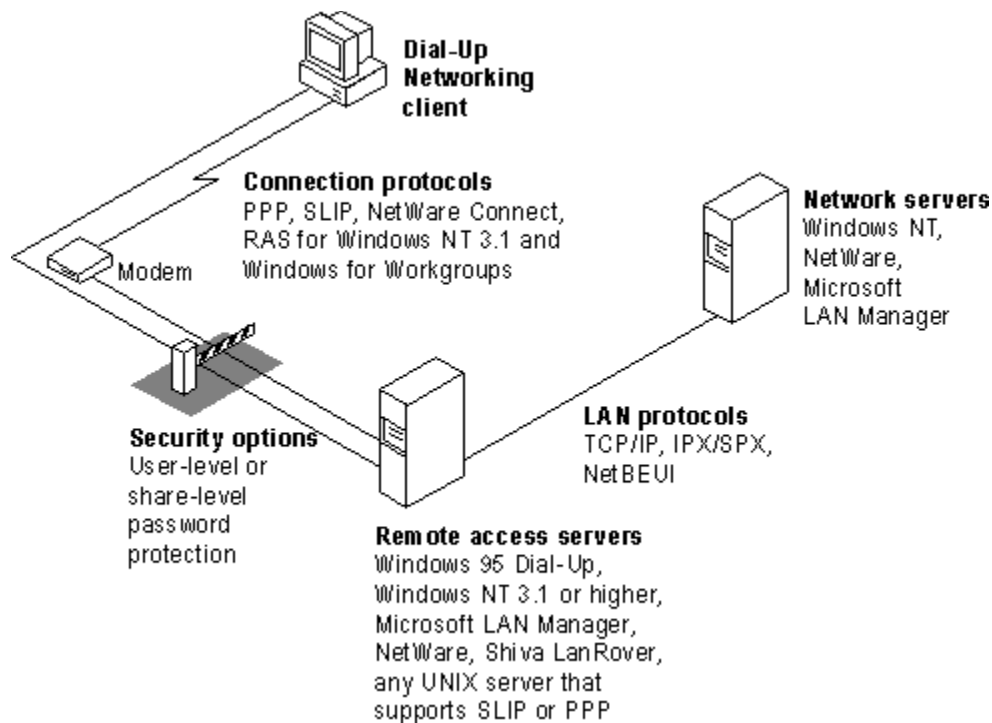 Dial-Up
Networking
client
Connection protocols
PPP, SLIP, NetWare Connect,
RAS for Windows NT 3.1 and
Windows for Workgroups
Modem
Network servers
Windows NT,
NetWare,
Microsoft
LAN Manager
Security options
User-level or
share-level
password
protection
LAN protocols
TCP/IP, IPX/SPX,
NetBEUI
Remote access servers
Windows 95 Dial-Up,
Windows NT 3.1 or higher,
Microsoft LAN Manager,
NetWare, Shiva LanRover,
any UNIX server that
supports SLIP or PPP